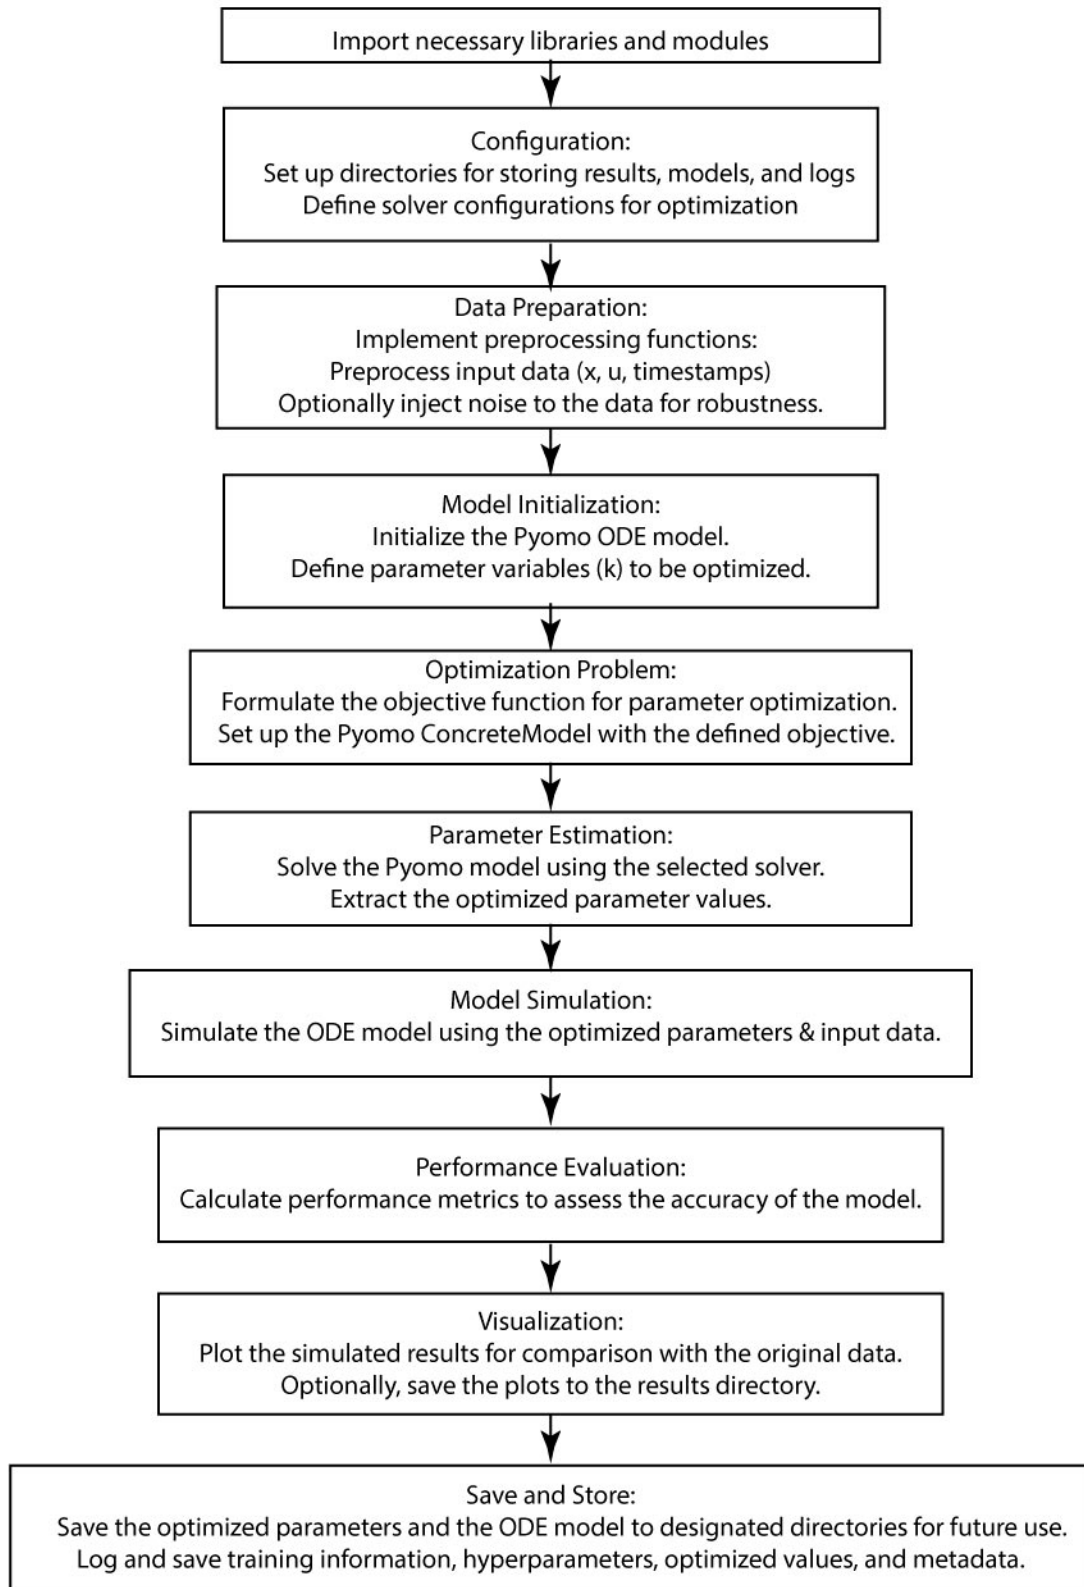 Import necessary libraries and modules
Configuration:
Set up directories for storing results, models, and logs
Define solver configurations for optimization
Data Preparation:
Implement preprocessing functions:
Preprocess input data (x, u, timestamps)
Optionally inject noise to the data for robustness.
Model Initialization:
Initialize the Pyomo ODE model.
Define parameter variables (k) to be optimized.
Optimization Problem:
Formulate the objective function for parameter optimization.
Set up the Pyomo ConcreteModel with the defined objective.
Parameter Estimation:
Solve the Pyomo model using the selected solver.
Extract the optimized parameter values.
Model Simulation:
Simulate the ODE model using the optimized parameters & input data.
Performance Evaluation:
Calculate performance metrics to assess the accuracy of the model.
Visualization:
Plot the simulated results for comparison with the original data.
Optionally, save the plots to the results directory.
Save and Store:
Save the optimized parameters and the ODE model to designated directories for future use.
Log and save training information, hyperparameters, optimized values, and metadata.